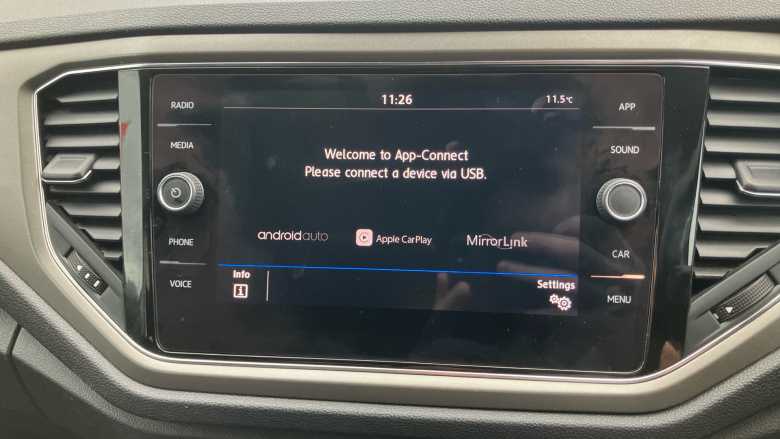 RADIO
MEDIA
PHONE
VOICE
11:26
11.5°C
Welcome to App-Connect
Please connect a device via USB.
androidauto
Apple CarPlay
MirrorLink
Info
i
Settings
APP
SOUND
CAR
MENU